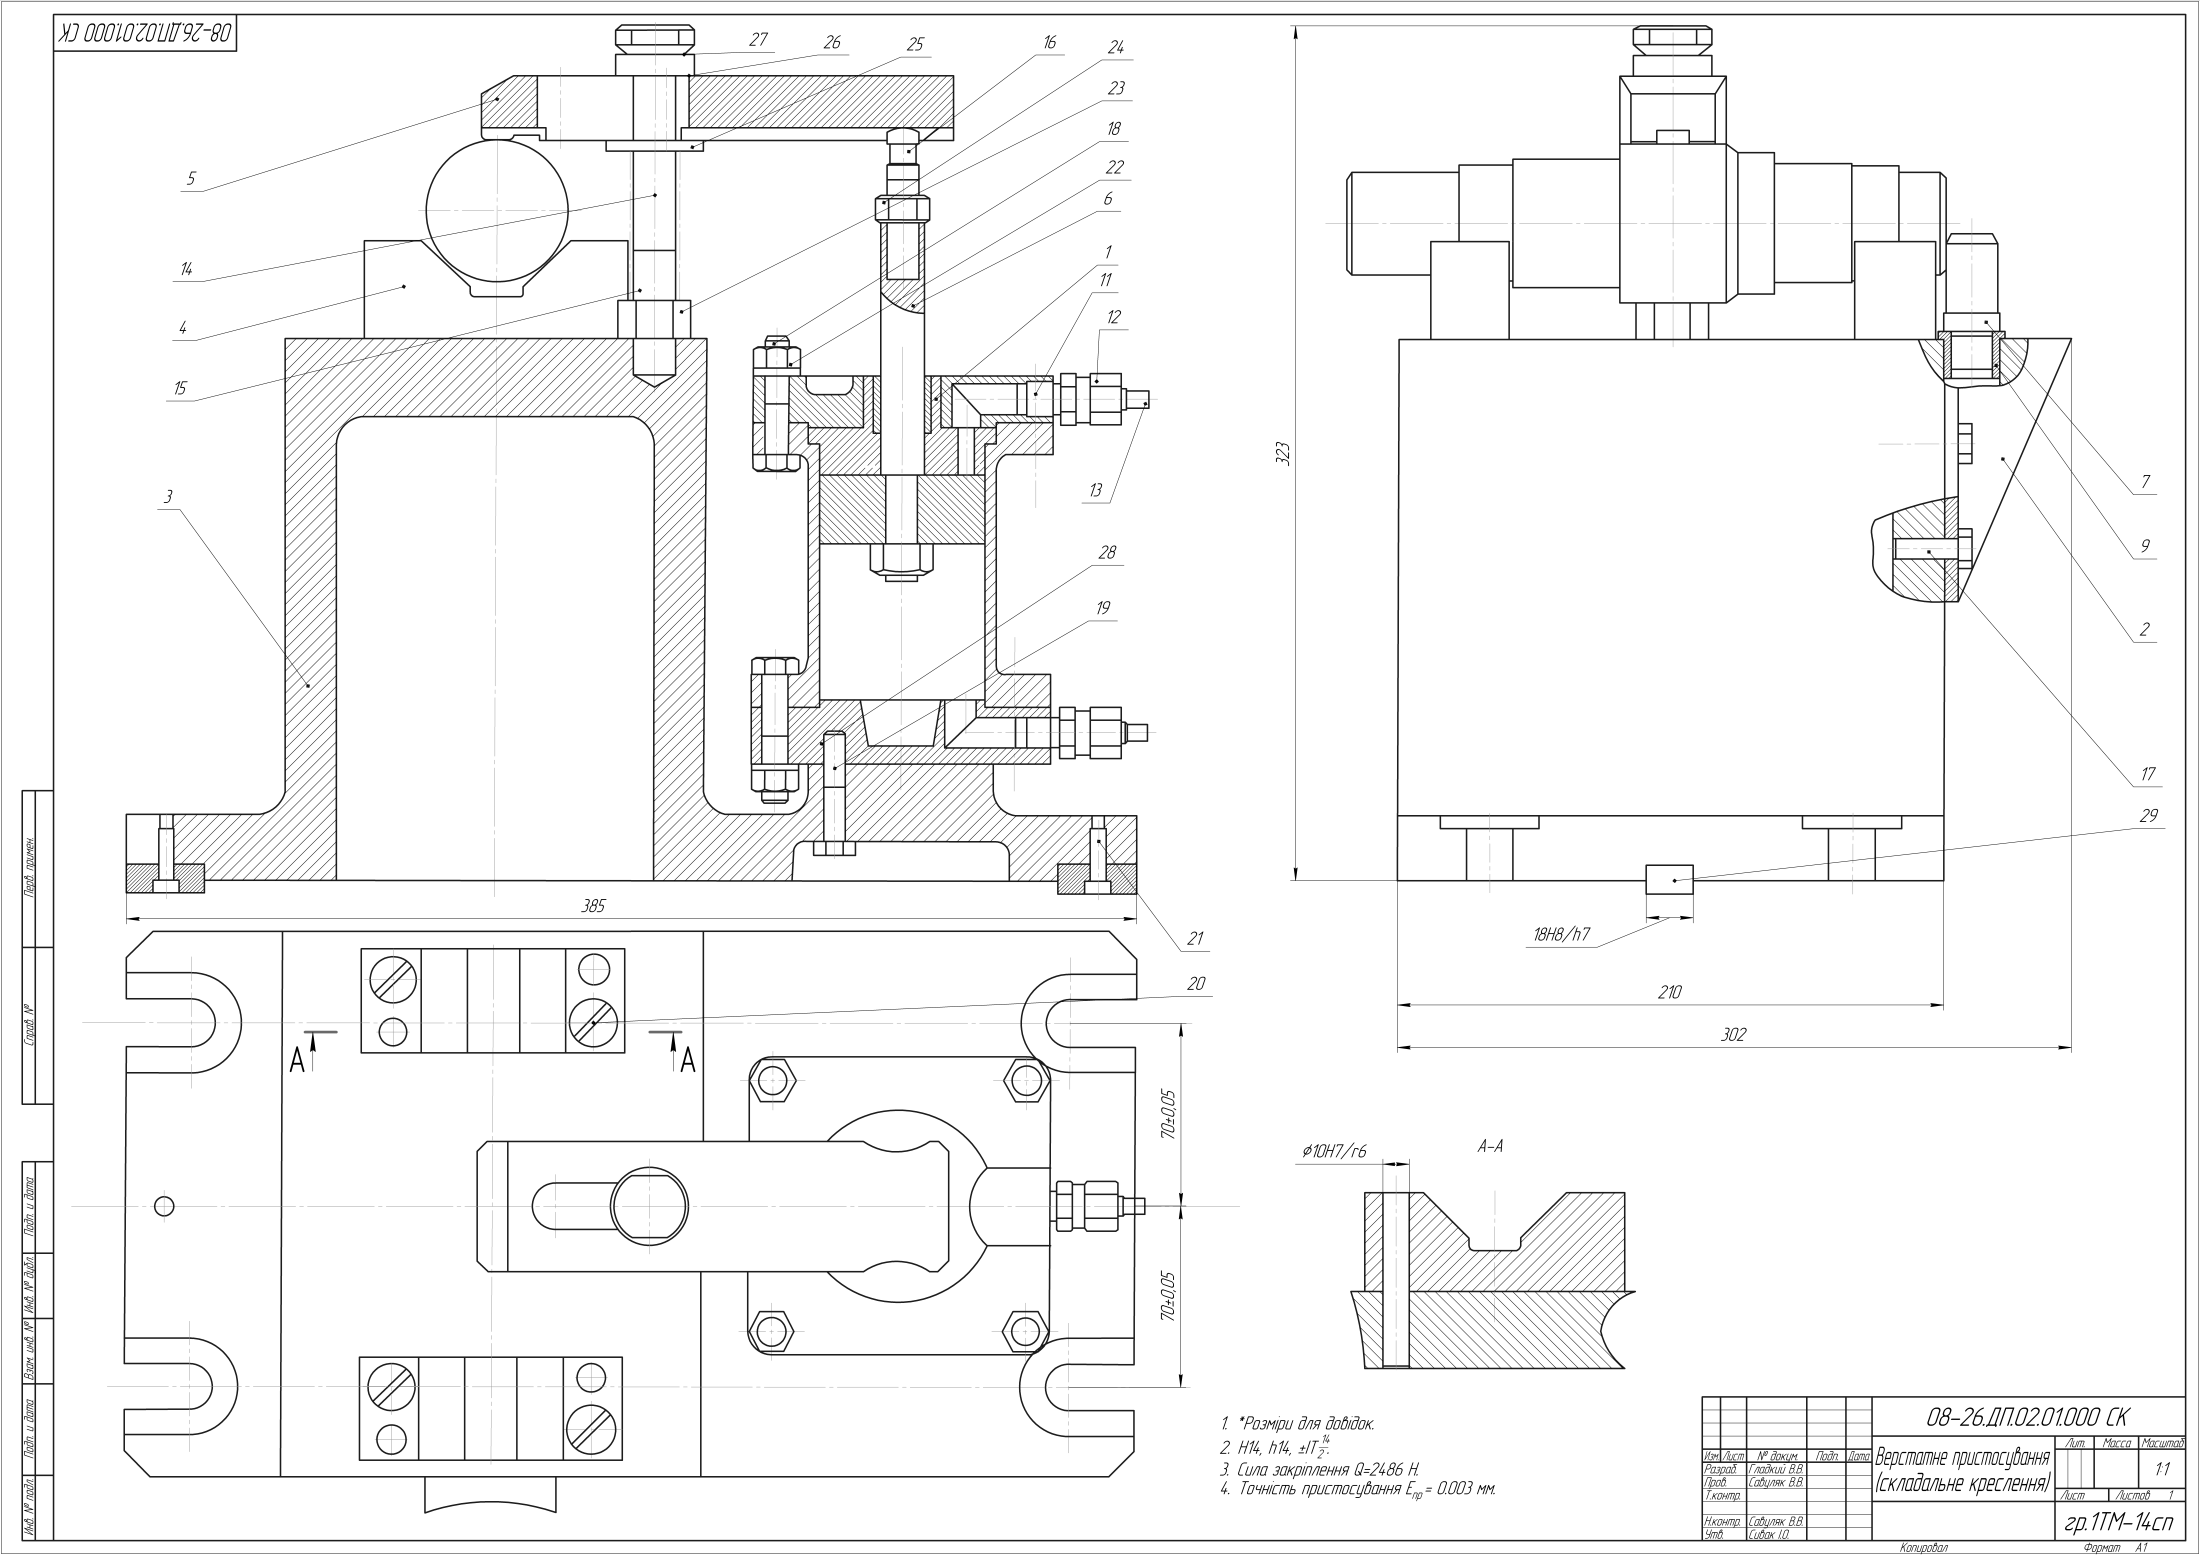 08-26.ДП.02.01.000 СК
27
26
25
16
24
23
18
22
6
1
11
12
13
5
14
4
15
3
28
19
385
21
20
А
А
70±0,05
70±0,05
323
7
9
2
17
29
18H8/h7
210
302
А-А
⌀10H7/r6
1. *Розміри для довідок.
2. H14, h14, ±IT 14/2.
3. Сила закріплення Q=2486 Н.
4. Точність пристосування Eпр = 0.003 мм.
Перв. примен.
Справ. №
Подп. и дата
Инв. № дубл.
Взам. инв. №
Подп. и дата
Инв. № подл.
08-26.ДП.02.01.000 СК
Изм. Лист № докум. Подп. Дата
Разраб. Гладкий В.В.
Пров. Савуляк В.В.
Т.контр.
Н.контр. Савуляк В.В.
Утв. Сивак І.О.
Верстатне пристосування
(складальне креслення)
Лит. Масса Масштаб
1:1
Лист Листов 1
гр.1ТМ-14сп
Копировал Формат А1